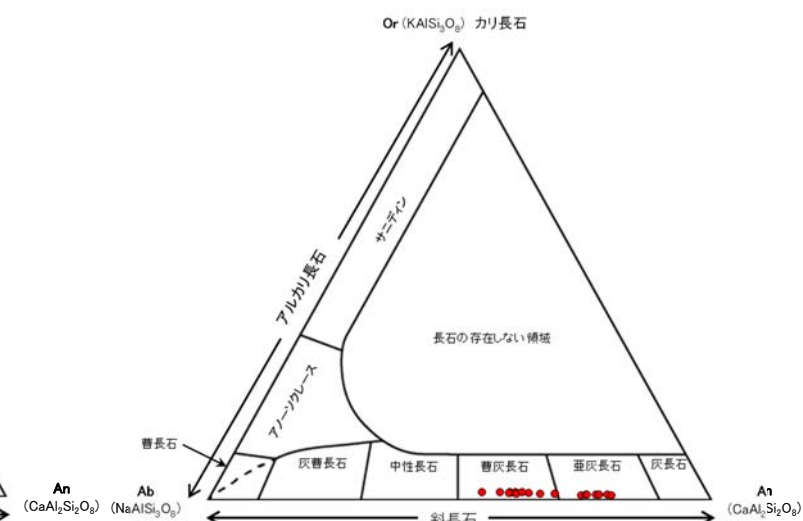 Or (KAlSi₃O₈) カリ長石
サニディン
アルカリ長石
長石の存在しない領域
アノーソクレース
曹長石
灰曹長石
中性長石
曹灰長石
亜灰長石
灰長石
An
(CaAl₂Si₂O₈)
Ab
(NaAlSi₃O₈)
An
(CaAl₂Si₂O₈)
斜長石